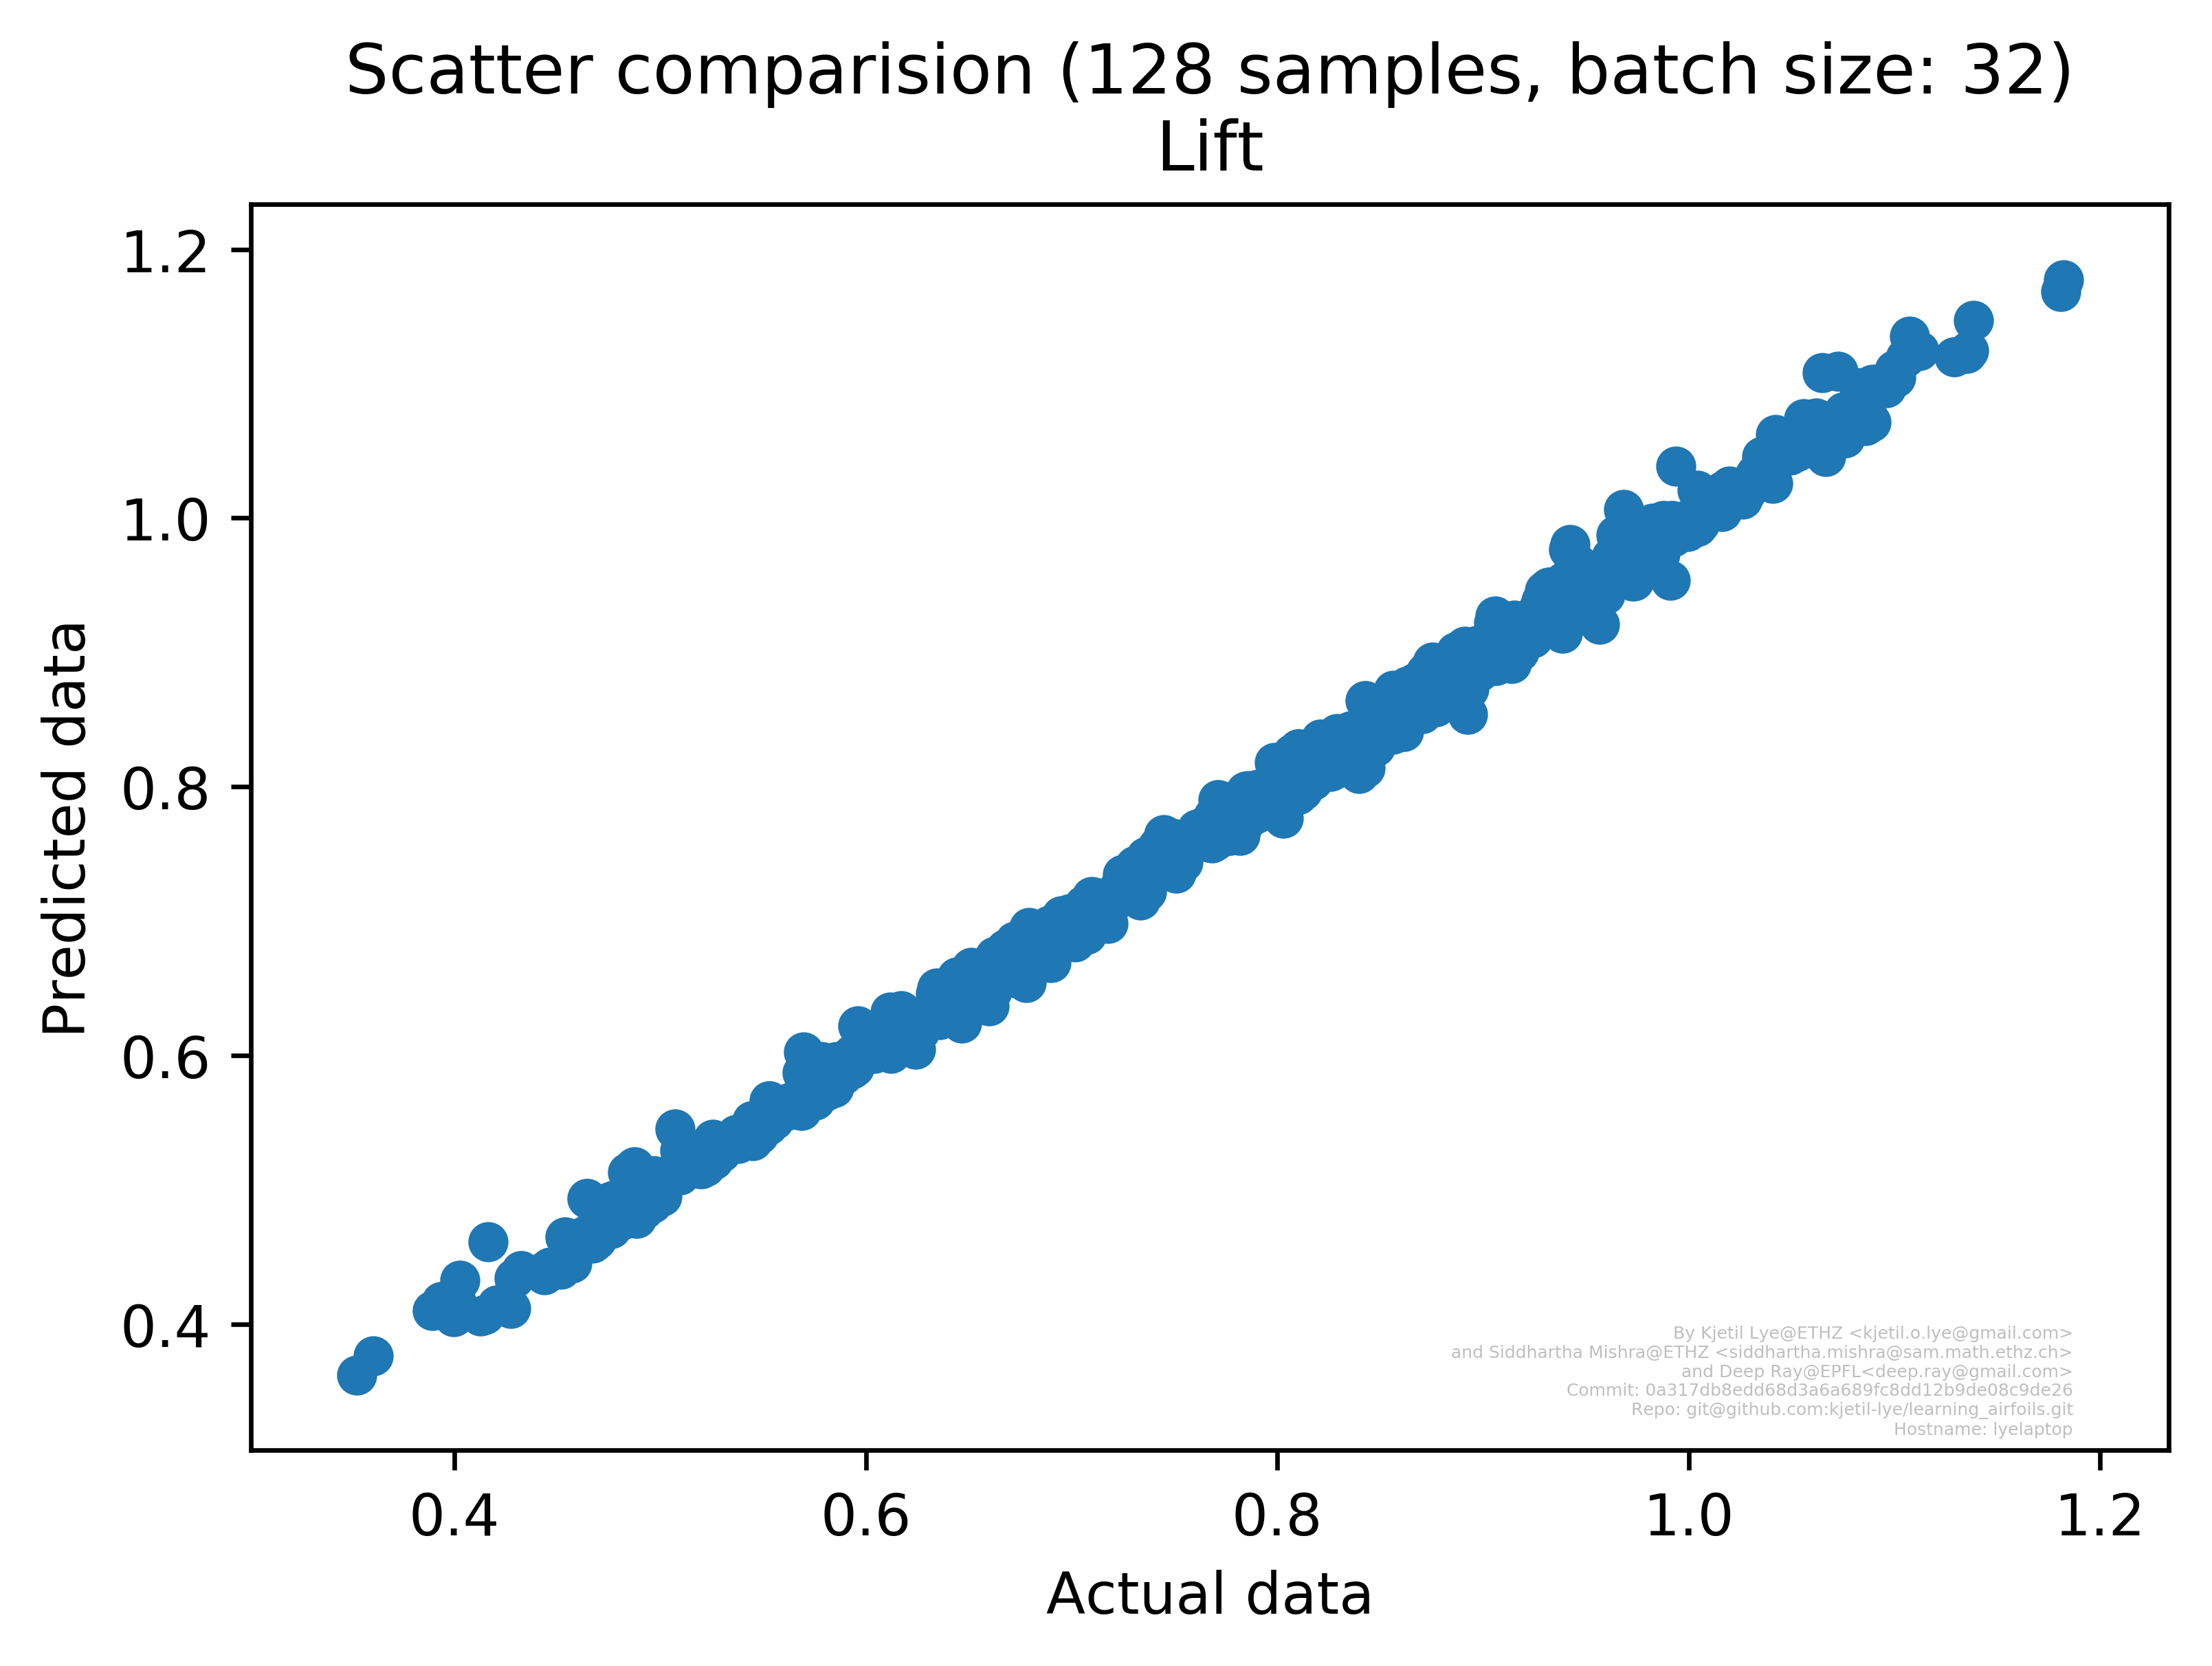 Scatter comparision (128 samples, batch size: 32)
Lift
1.2
1.0
0.8
0.6
0.4
Predicted data
0.4
0.6
0.8
1.0
1.2
Actual data
By Kjetil Lye@ETHZ <kjetil.o.lye@gmail.com>
and Siddhartha Mishra@ETHZ <siddhartha.mishra@sam.math.ethz.ch>
and Deep Ray@EPFL<deep.ray@gmail.com>
Commit: 0a317db8edd68d3a6a689fc8dd12b9de08c9de26
Repo: git@github.com:kjetil-lye/learning_airfoils.git
Hostname: lyelaptop